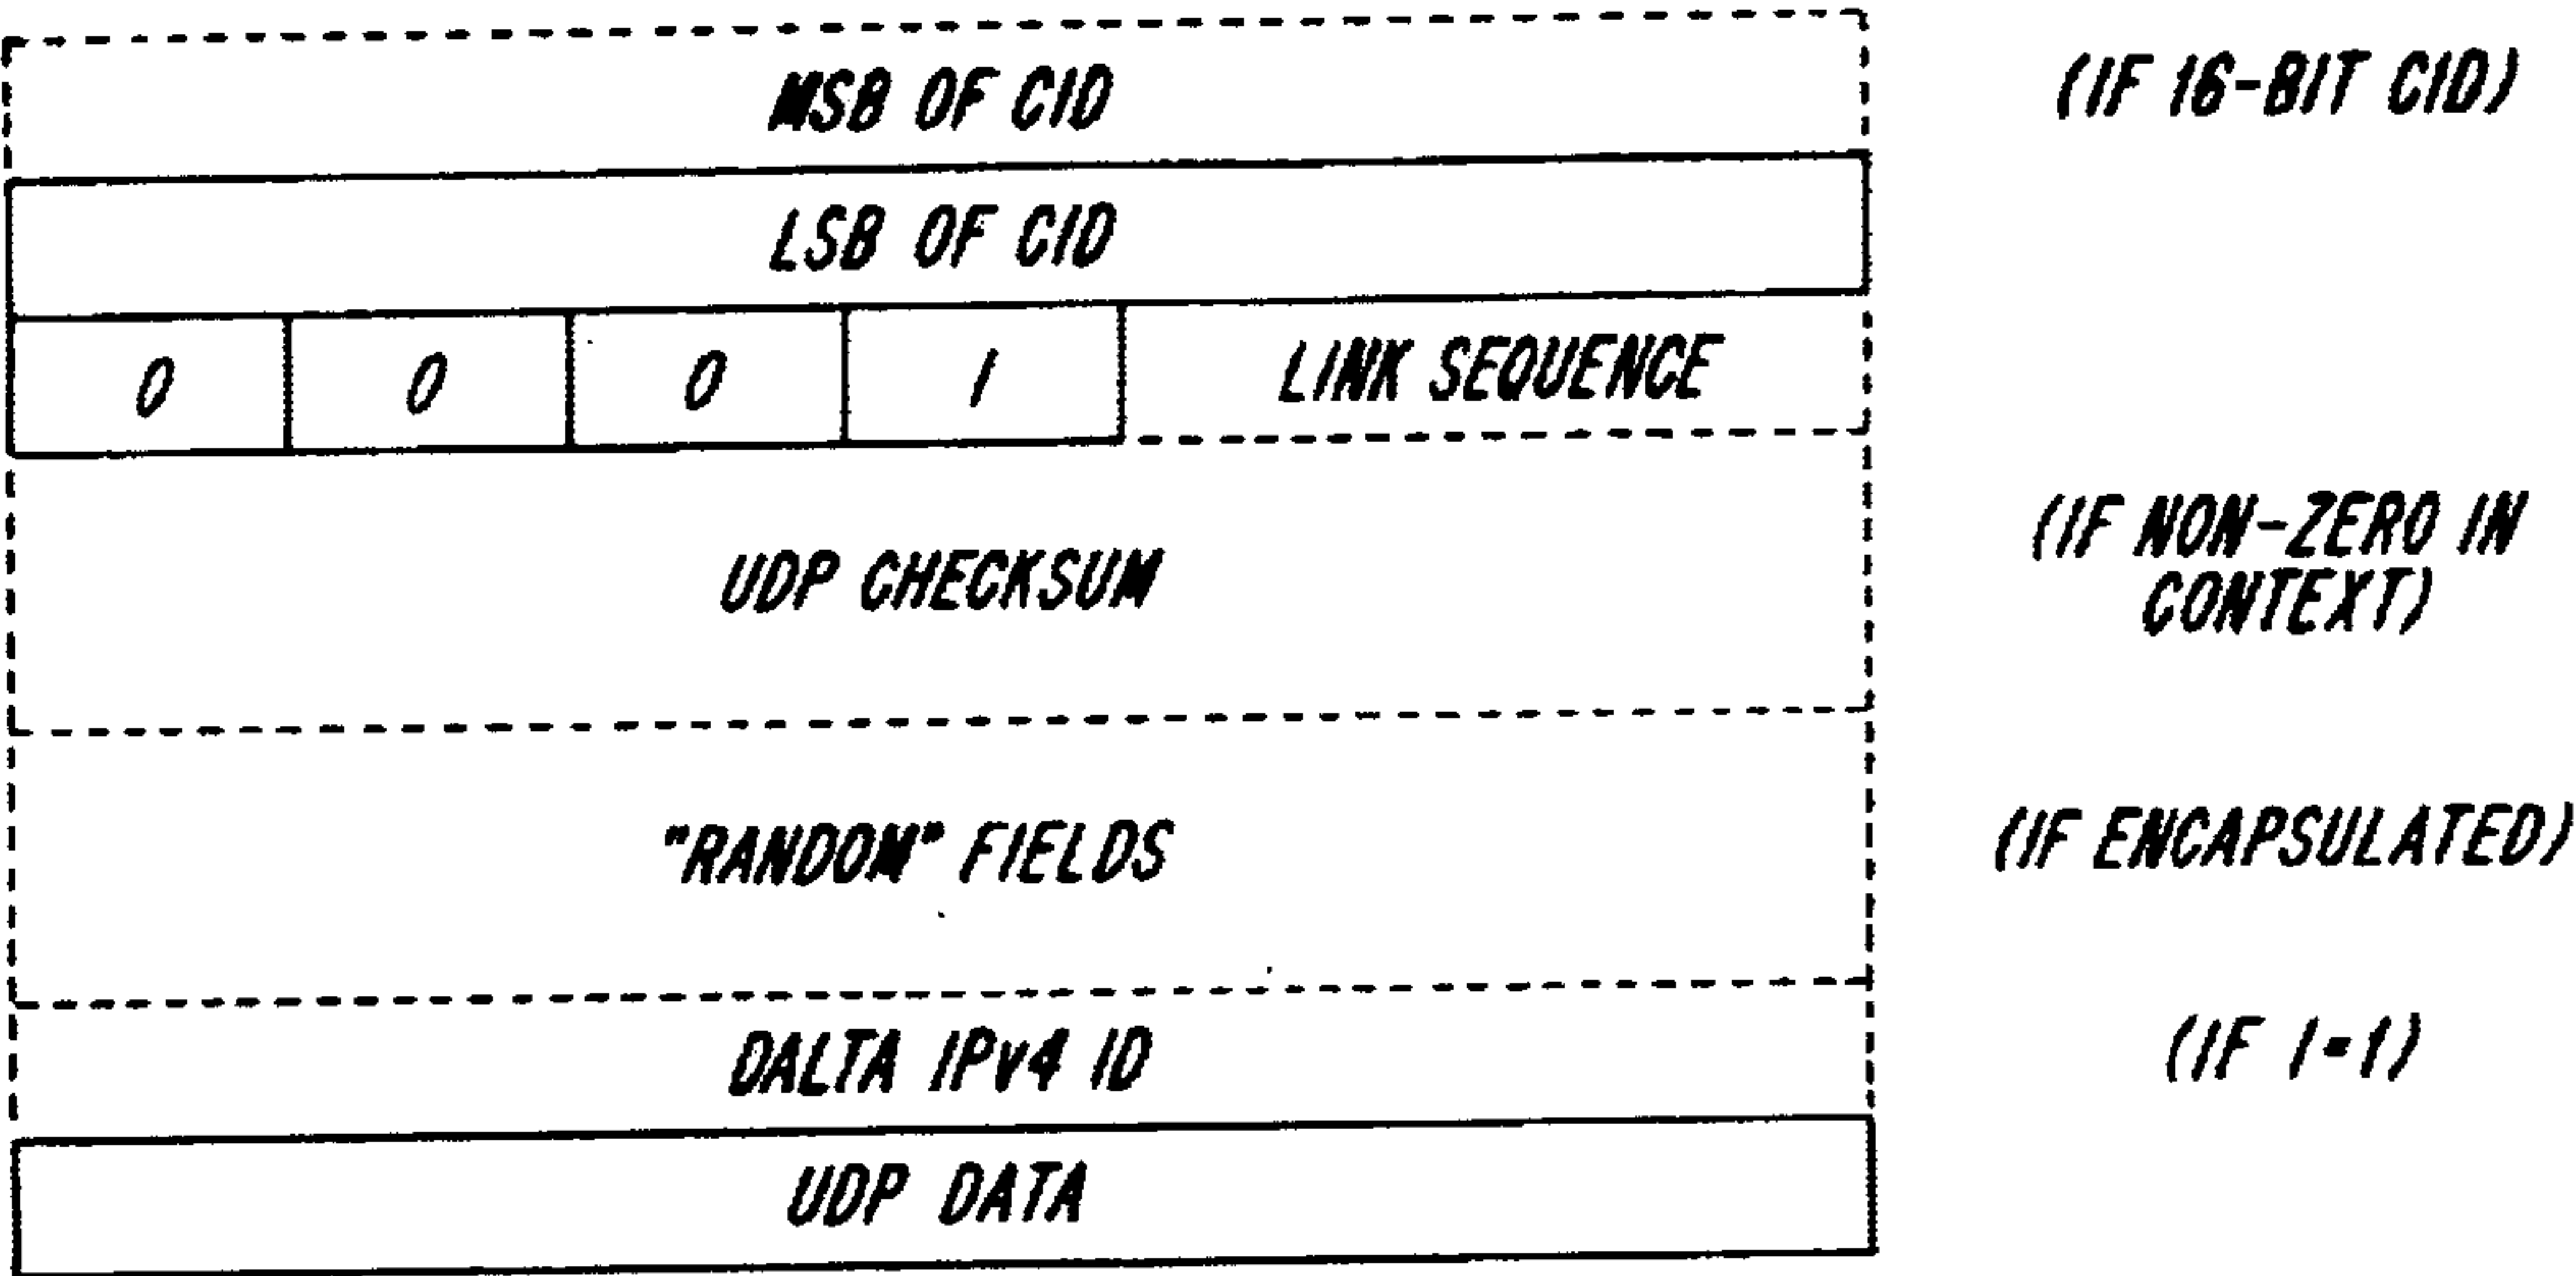 MSB OF CID
(IF 16-BIT CID)
LSB OF CID
0 0 0 I LINK SEQUENCE
UDP CHECKSUM
(IF NON-ZERO IN
CONTEXT)
"RANDOM" FIELDS
(IF ENCAPSULATED)
DALTA IPv4 ID
(IF I=1)
UDP DATA